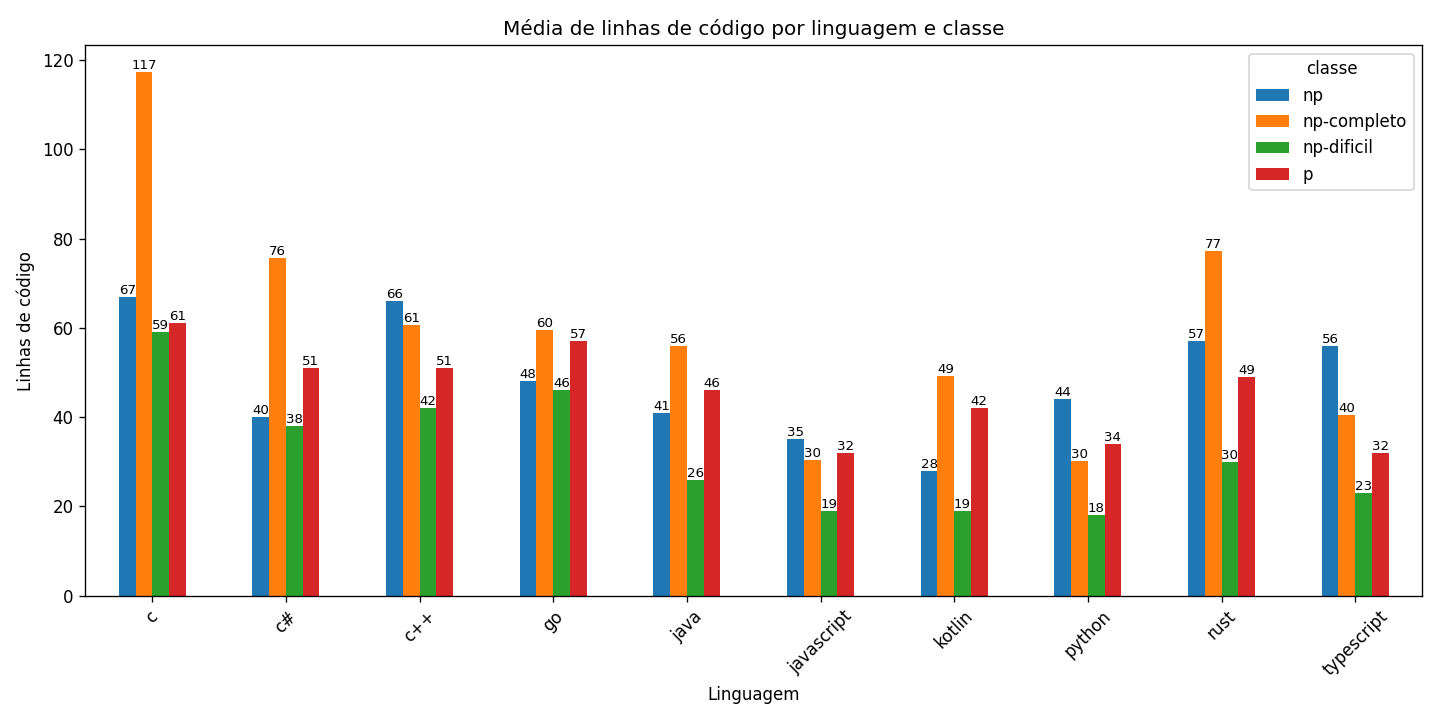 Média de linhas de código por linguagem e classe
classe
np
np-completo
np-dificil
p
Linhas de código
120
100
80
60
40
20
0
67
117
59
61
40
76
38
51
66
61
42
51
48
60
46
57
41
56
26
46
35
30
19
32
28
49
19
42
44
30
18
34
57
77
30
49
56
40
23
32
c
c#
c++
go
java
javascript
kotlin
python
rust
typescript
Linguagem